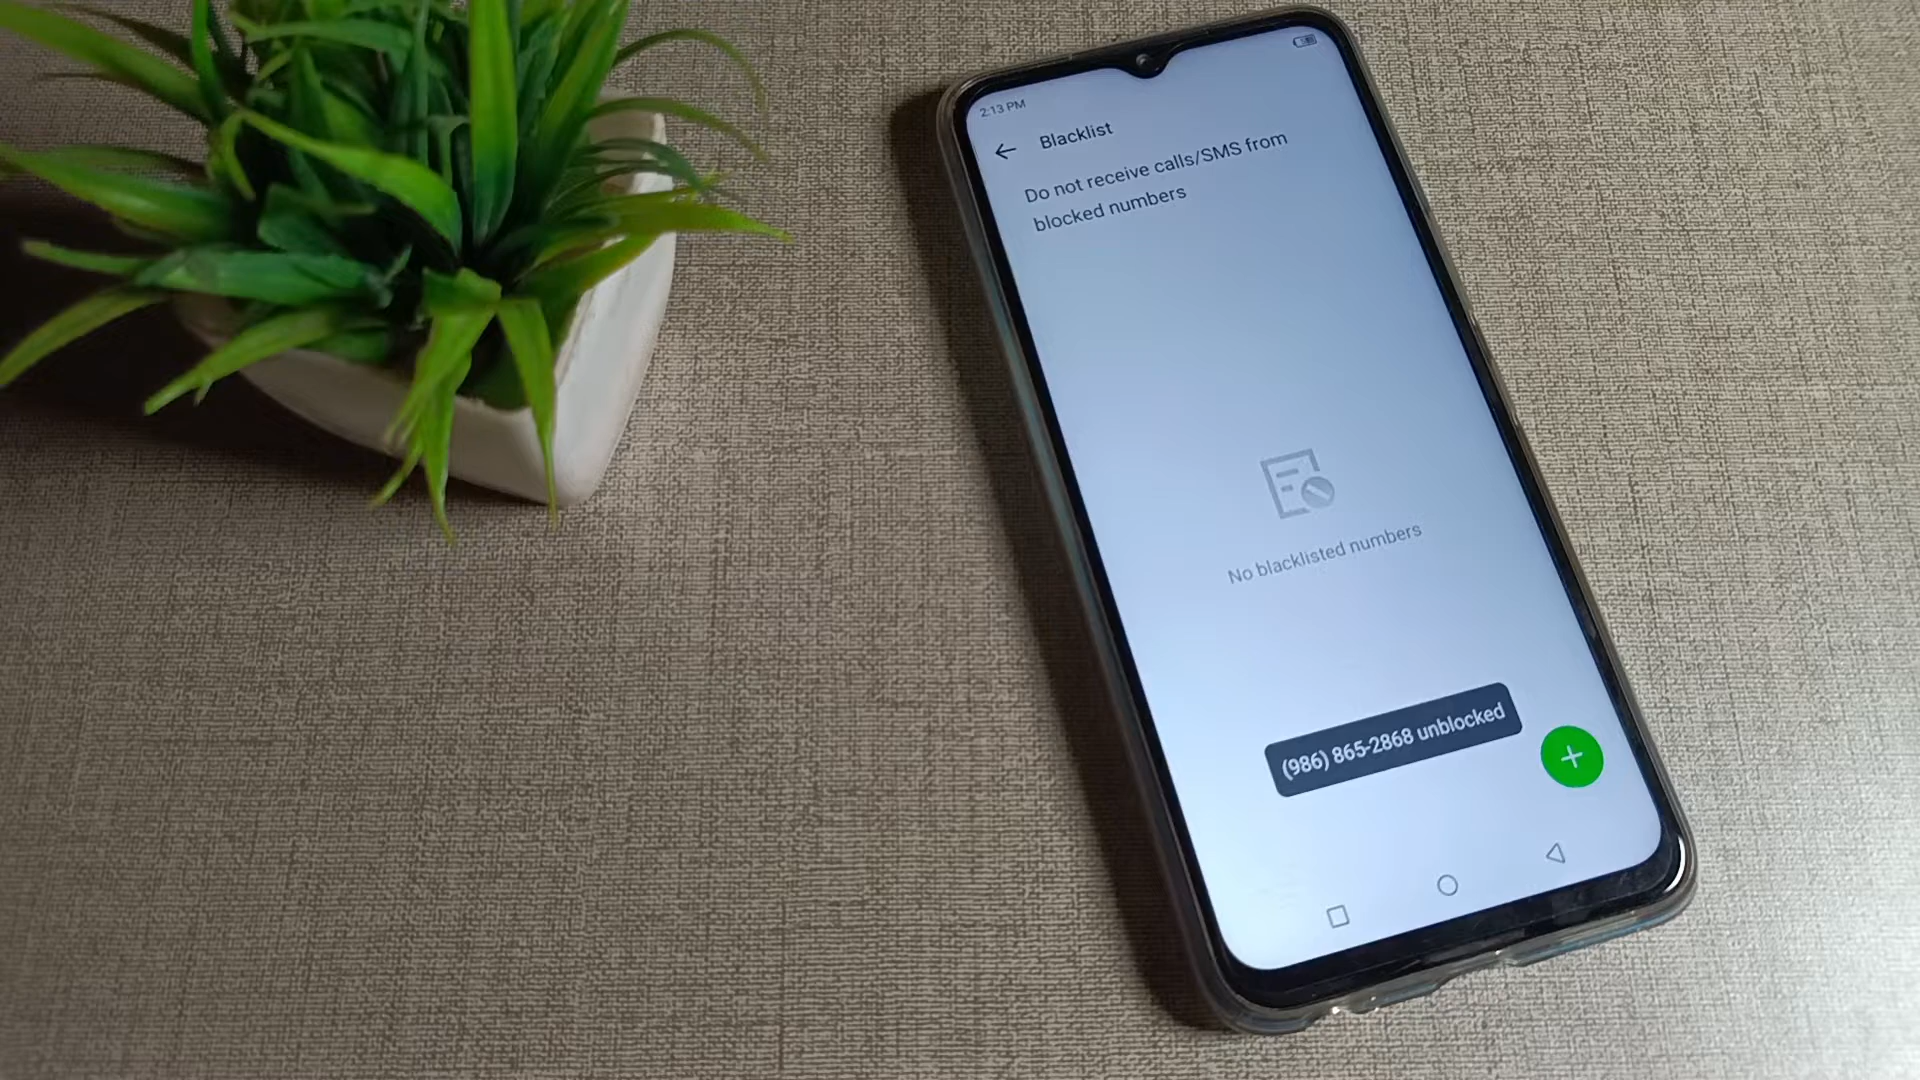 2:13 PM
Blacklist
Do not receive calls/SMS from
blocked numbers
No blacklisted numbers
(986) 865-2868 unblocked